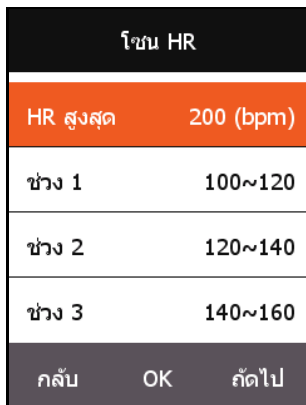 โซน HR
HR สูงสุด 200 (bpm)
ช่วง 1 100~120
ช่วง 2 120~140
ช่วง 3 140~160
กลับ OK ถัดไป